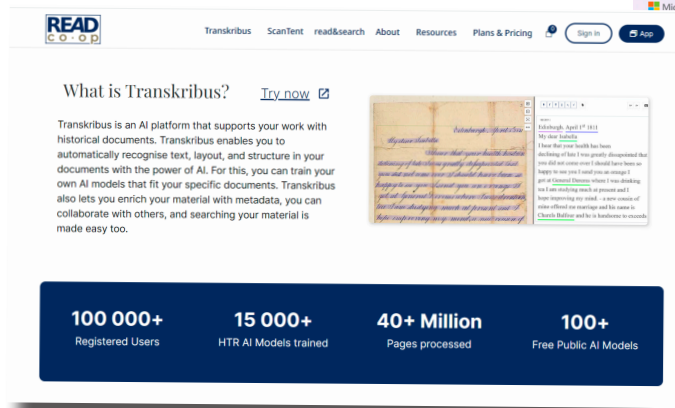 Mi
READ
CO·OP
Transkribus ScanTent read&search About Resources Plans & Pricing 0 Sign In App
What is Transkribus? Try now
Transkribus is an AI platform that supports your work with
historical documents. Transkribus enables you to
automatically recognise text, layout, and structure in your
documents with the power of AI. For this, you can train your
own AI models that fit your specific documents. Transkribus
also lets you enrich your material with metadata, you can
collaborate with others, and searching your material is
made easy too.
Edinburgh, April 1st 1811
My dear Isabella
I hear that your health has been
declining of late I was greatly disapointed that
you did not come over I should have been so
happy to see you I send you an orange I
got at General Dirooms where I was drinking
tea I am studying much at present and I
hope improving my mind. - a new cousin of
mine offered me marriage and his name is
Charels Balfour and he is handsome to exceeds
100 000+ 15 000+ 40+ Million 100+
Registered Users HTR AI Models trained Pages processed Free Public AI Models